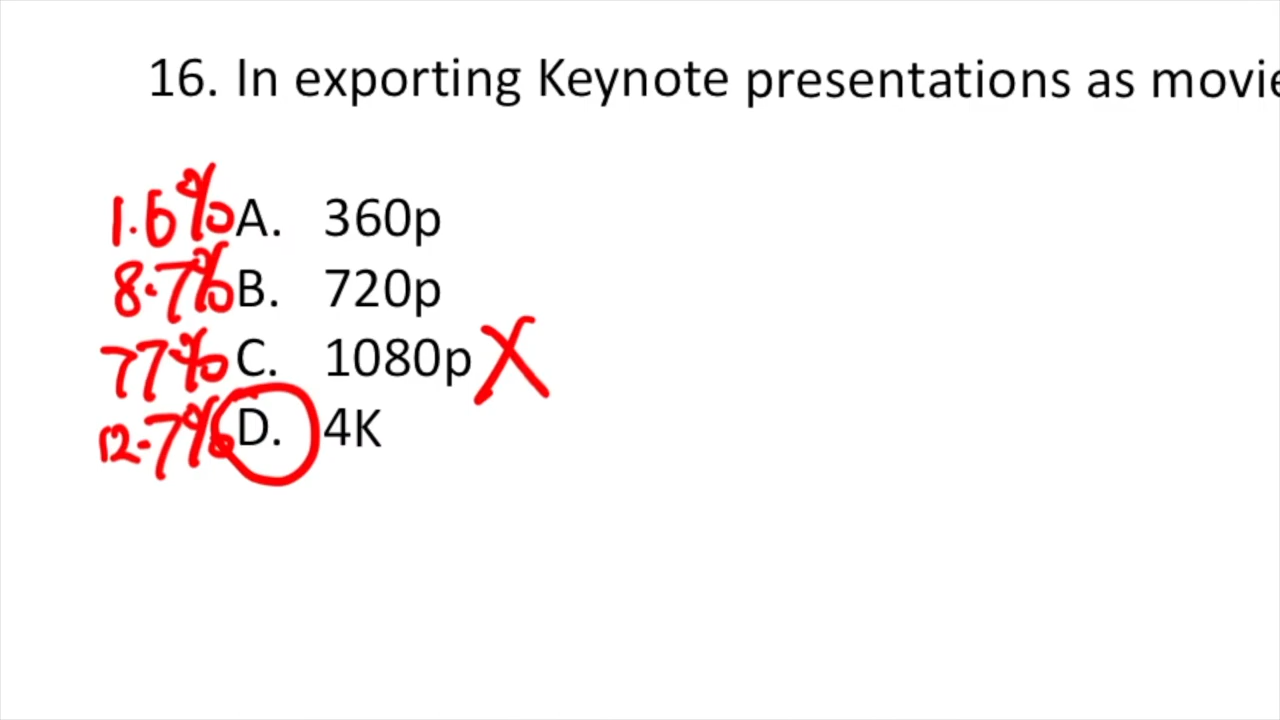 16. In exporting Keynote presentations as movie
1.6% A. 360p
8.7% B. 720p
77% C. 1080p X
12.7% D. 4K